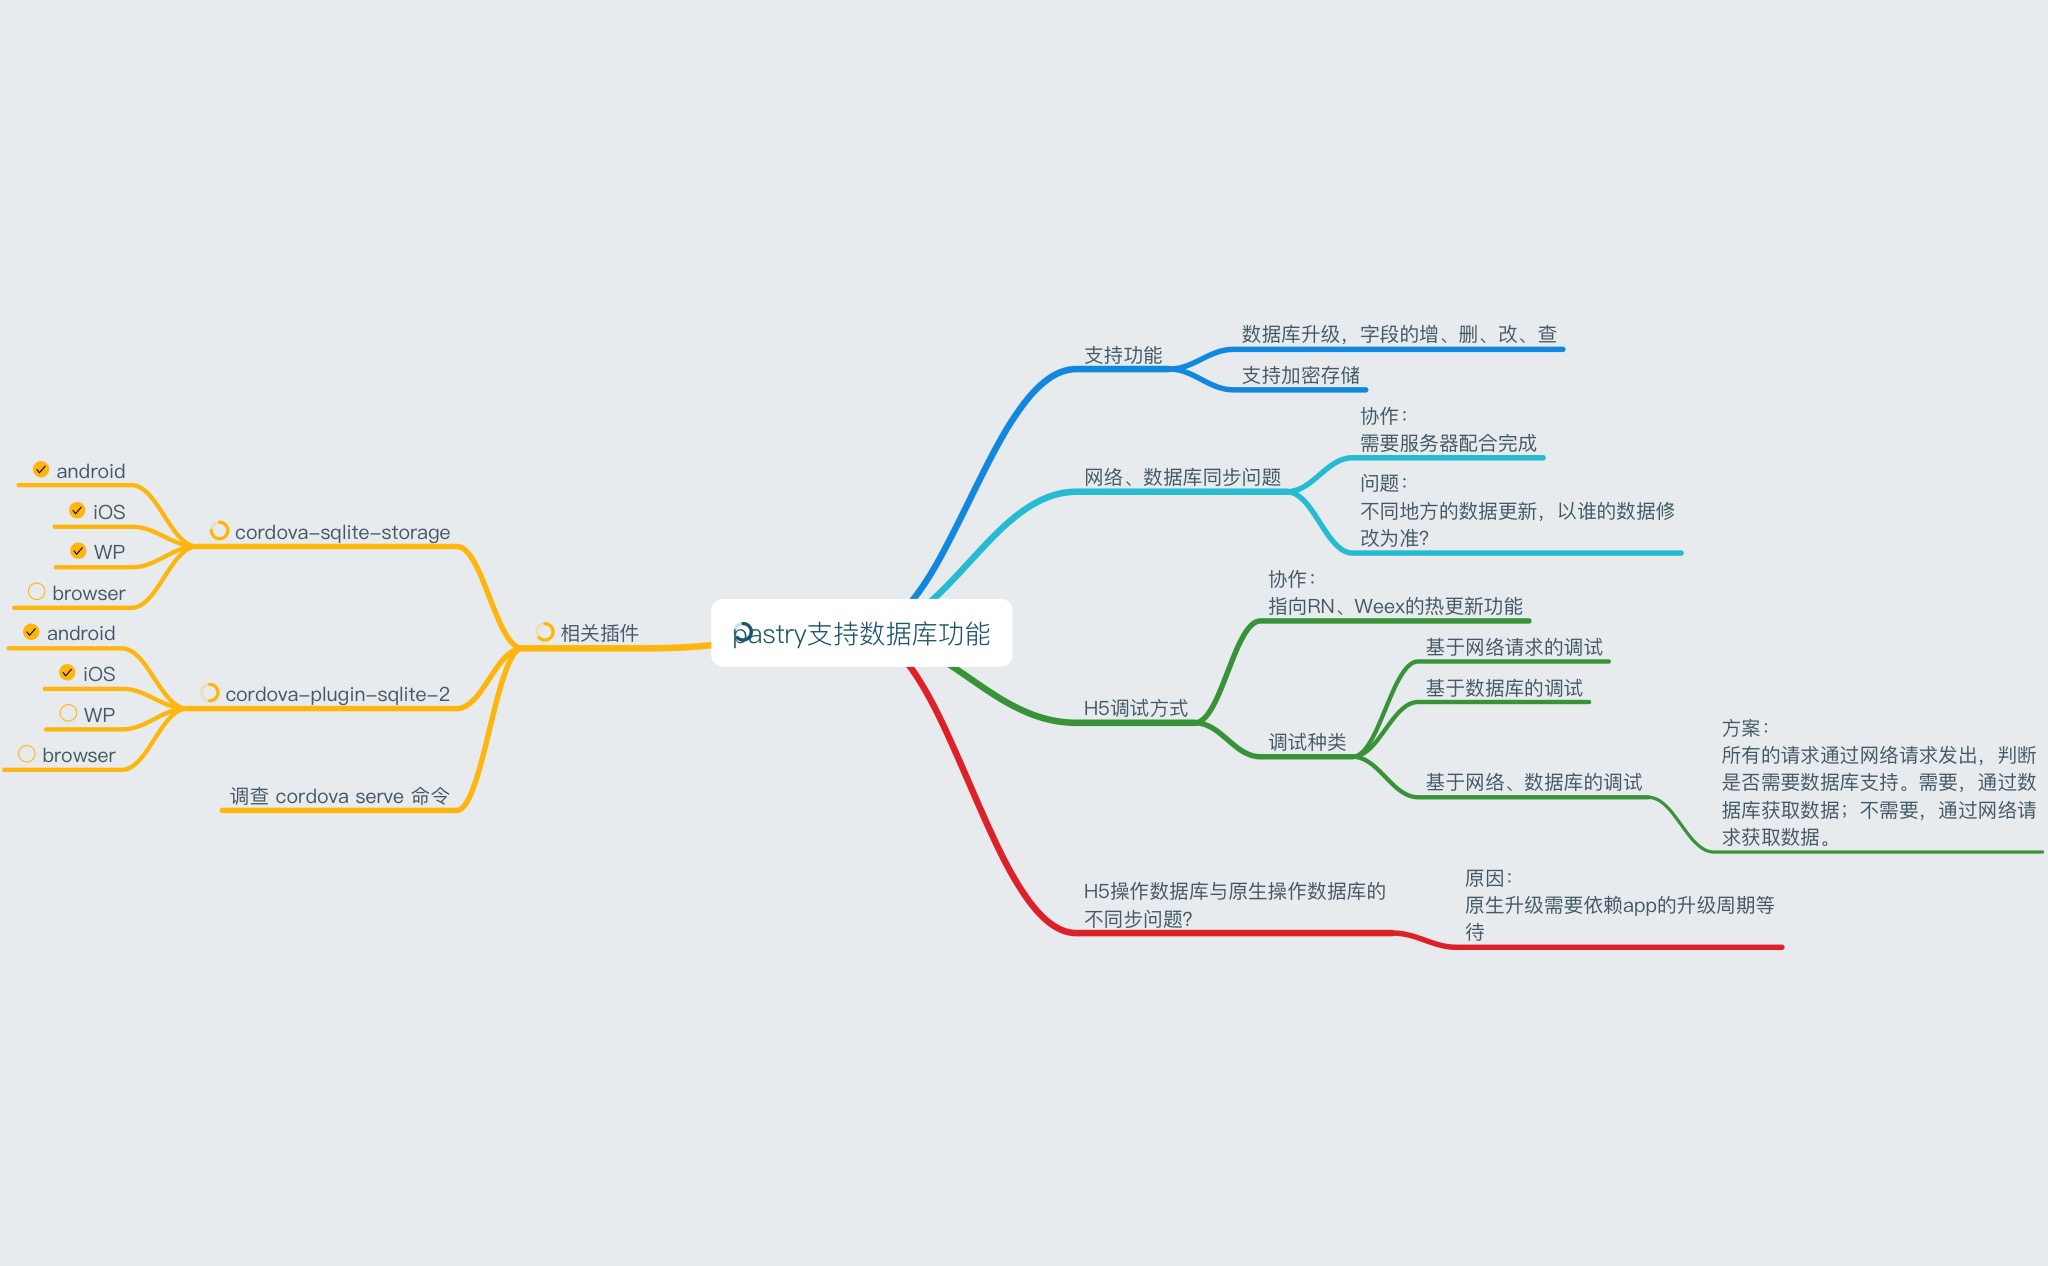 pastry支持数据库功能
支持功能
数据库升级，字段的增、删、改、查
支持加密存储
网络、数据库同步问题
协作：
需要服务器配合完成
问题：
不同地方的数据更新，以谁的数据修
改为准？
H5调试方式
协作：
指向RN、Weex的热更新功能
调试种类
基于网络请求的调试
基于数据库的调试
基于网络、数据库的调试
方案：
所有的请求通过网络请求发出，判断
是否需要数据库支持。需要，通过数
据库获取数据；不需要，通过网络请
求获取数据。
H5操作数据库与原生操作数据库的
不同步问题？
原因：
原生升级需要依赖app的升级周期等
待
相关插件
cordova-sqlite-storage
android
iOS
WP
browser
cordova-plugin-sqlite-2
android
iOS
WP
browser
调查 cordova serve 命令